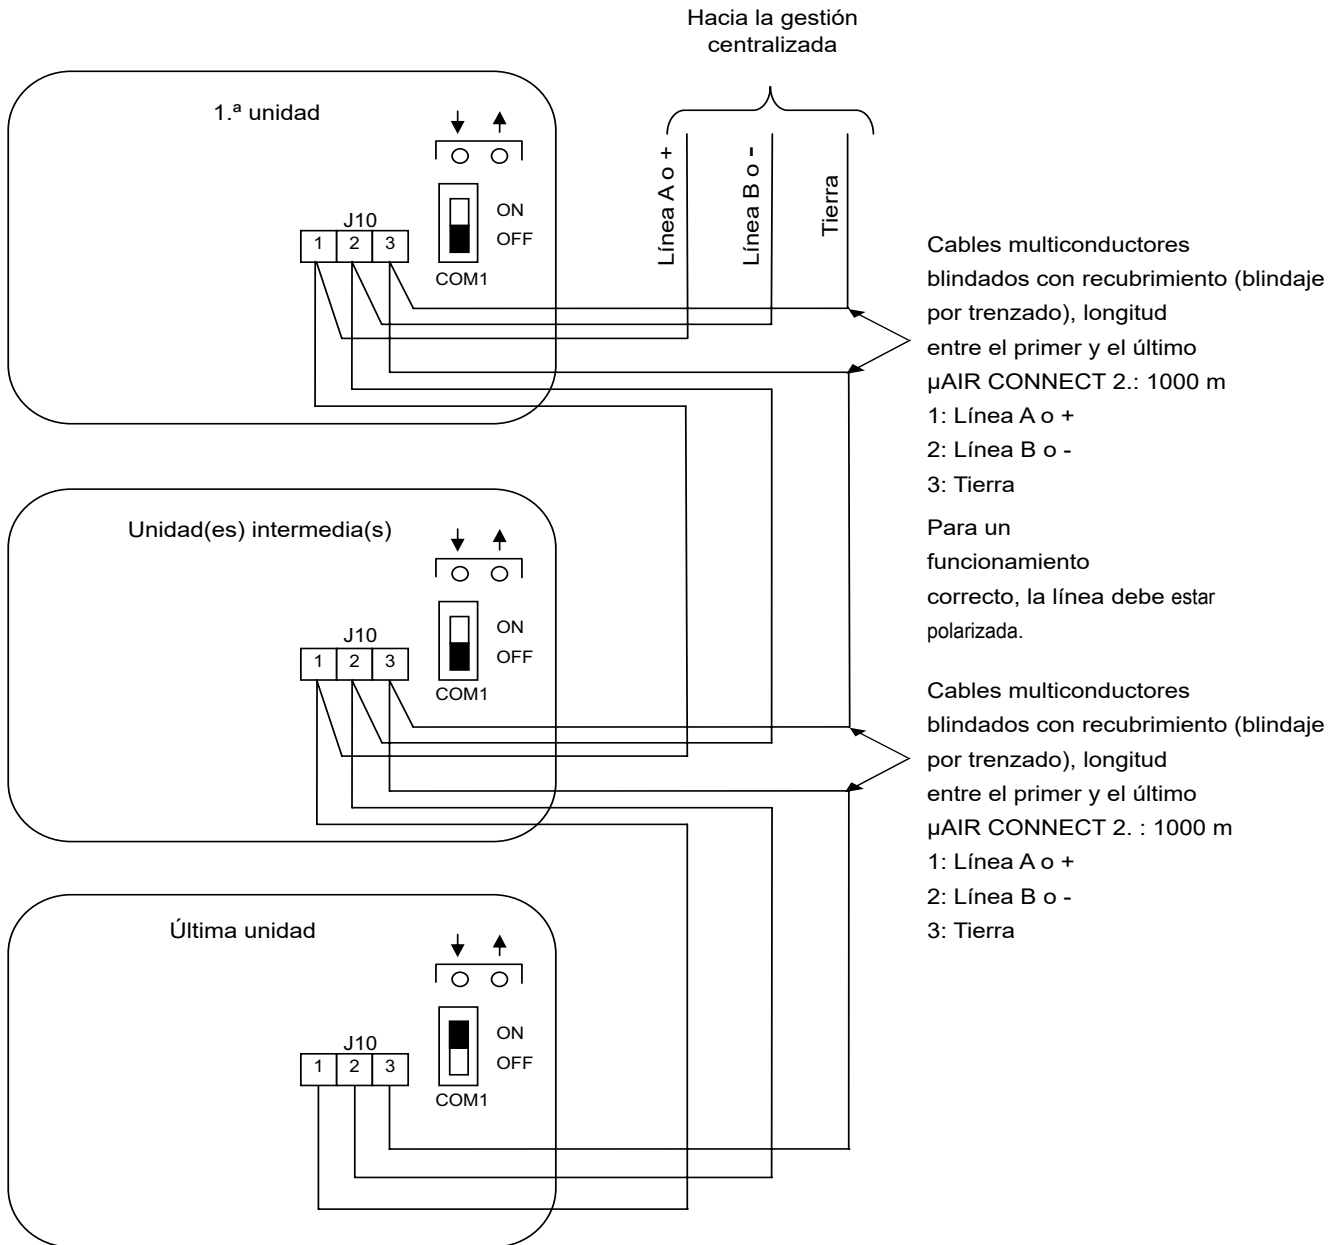 Hacia la gestión
centralizada
1.ª unidad
Línea A o +
Línea B o -
Tierra
J10
1 2 3
ON
OFF
COM1
Cables multiconductores
blindados con recubrimiento (blindaje
por trenzado), longitud
entre el primer y el último
µAIR CONNECT 2.: 1000 m
1: Línea A o +
2: Línea B o -
3: Tierra
Para un
funcionamiento
correcto, la línea debe estar
polarizada.
Unidad(es) intermedia(s)
J10
1 2 3
ON
OFF
COM1
Cables multiconductores
blindados con recubrimiento (blindaje
por trenzado), longitud
entre el primer y el último
µAIR CONNECT 2. : 1000 m
1: Línea A o +
2: Línea B o -
3: Tierra
Última unidad
J10
1 2 3
ON
OFF
COM1